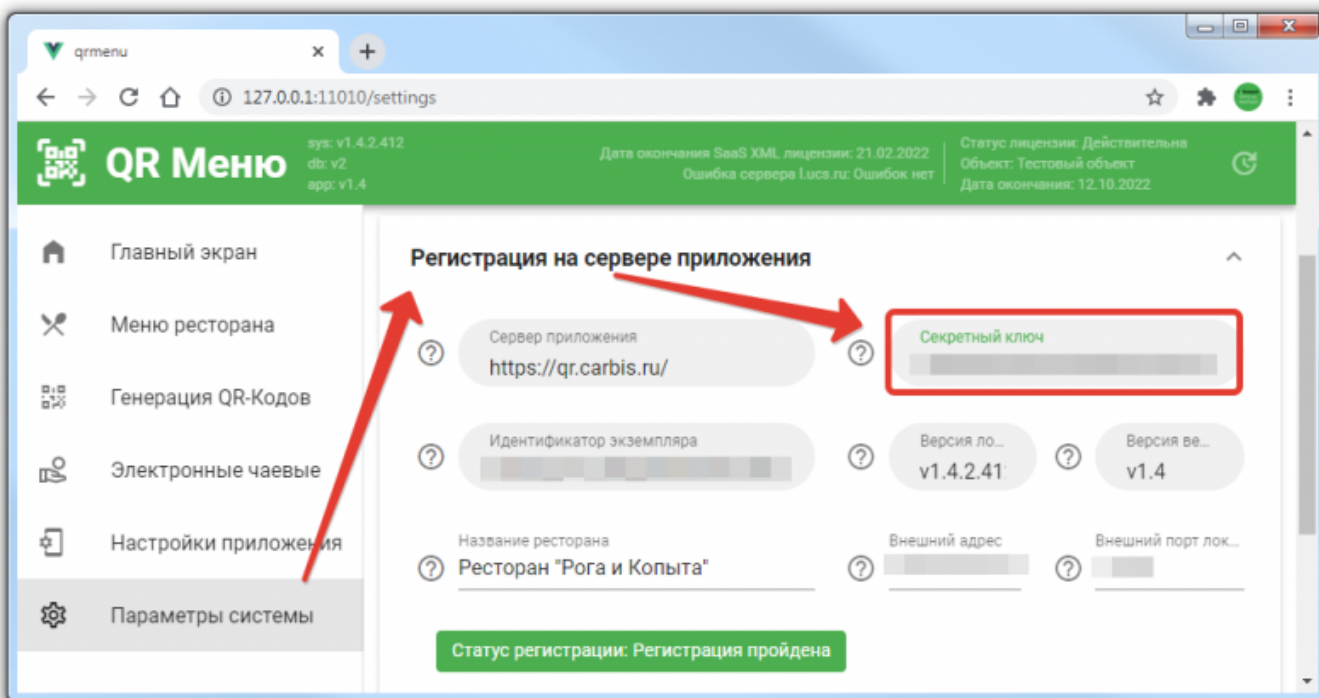 qrmenu
127.0.0.1:11010/settings
QR Меню
sys: v1.4.2.412
db: v2
app: v1.4
Дата окончания SaaS XML лицензии: 21.02.2022
Ошибка сервера l.ucs.ru: Ошибок нет
Статус лицензии: Действительна
Объект: Тестовый объект
Дата окончания: 12.10.2022
Главный экран
Меню ресторана
Генерация QR-Кодов
Электронные чаевые
Настройки приложения
Параметры системы
Регистрация на сервере приложения
Сервер приложения
https://qr.carbis.ru/
Секретный ключ
Идентификатор экземпляра
Версия ло...
v1.4.2.41
Версия ве...
v1.4
Название ресторана
Ресторан "Рога и Копыта"
Внешний адрес
Внешний порт лок...
Статус регистрации: Регистрация пройдена